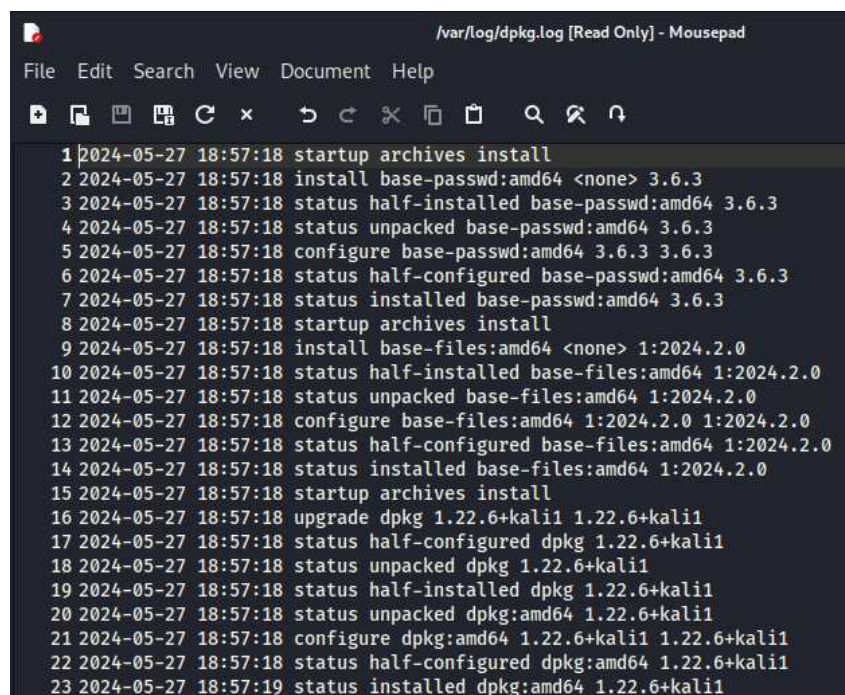 /var/log/dpkg.log [Read Only] - Mousepad
File Edit Search View Document Help
1 2024-05-27 18:57:18 startup archives install
2 2024-05-27 18:57:18 install base-passwd:amd64 <none> 3.6.3
3 2024-05-27 18:57:18 status half-installed base-passwd:amd64 3.6.3
4 2024-05-27 18:57:18 status unpacked base-passwd:amd64 3.6.3
5 2024-05-27 18:57:18 configure base-passwd:amd64 3.6.3 3.6.3
6 2024-05-27 18:57:18 status half-configured base-passwd:amd64 3.6.3
7 2024-05-27 18:57:18 status installed base-passwd:amd64 3.6.3
8 2024-05-27 18:57:18 startup archives install
9 2024-05-27 18:57:18 install base-files:amd64 <none> 1:2024.2.0
10 2024-05-27 18:57:18 status half-installed base-files:amd64 1:2024.2.0
11 2024-05-27 18:57:18 status unpacked base-files:amd64 1:2024.2.0
12 2024-05-27 18:57:18 configure base-files:amd64 1:2024.2.0 1:2024.2.0
13 2024-05-27 18:57:18 status half-configured base-files:amd64 1:2024.2.0
14 2024-05-27 18:57:18 status installed base-files:amd64 1:2024.2.0
15 2024-05-27 18:57:18 startup archives install
16 2024-05-27 18:57:18 upgrade dpkg 1.22.6+kali1 1.22.6+kali1
17 2024-05-27 18:57:18 status half-configured dpkg 1.22.6+kali1
18 2024-05-27 18:57:18 status unpacked dpkg 1.22.6+kali1
19 2024-05-27 18:57:18 status half-installed dpkg 1.22.6+kali1
20 2024-05-27 18:57:18 status unpacked dpkg:amd64 1.22.6+kali1
21 2024-05-27 18:57:18 configure dpkg:amd64 1.22.6+kali1 1.22.6+kali1
22 2024-05-27 18:57:18 status half-configured dpkg:amd64 1.22.6+kali1
23 2024-05-27 18:57:19 status installed dpkg:amd64 1.22.6+kali1